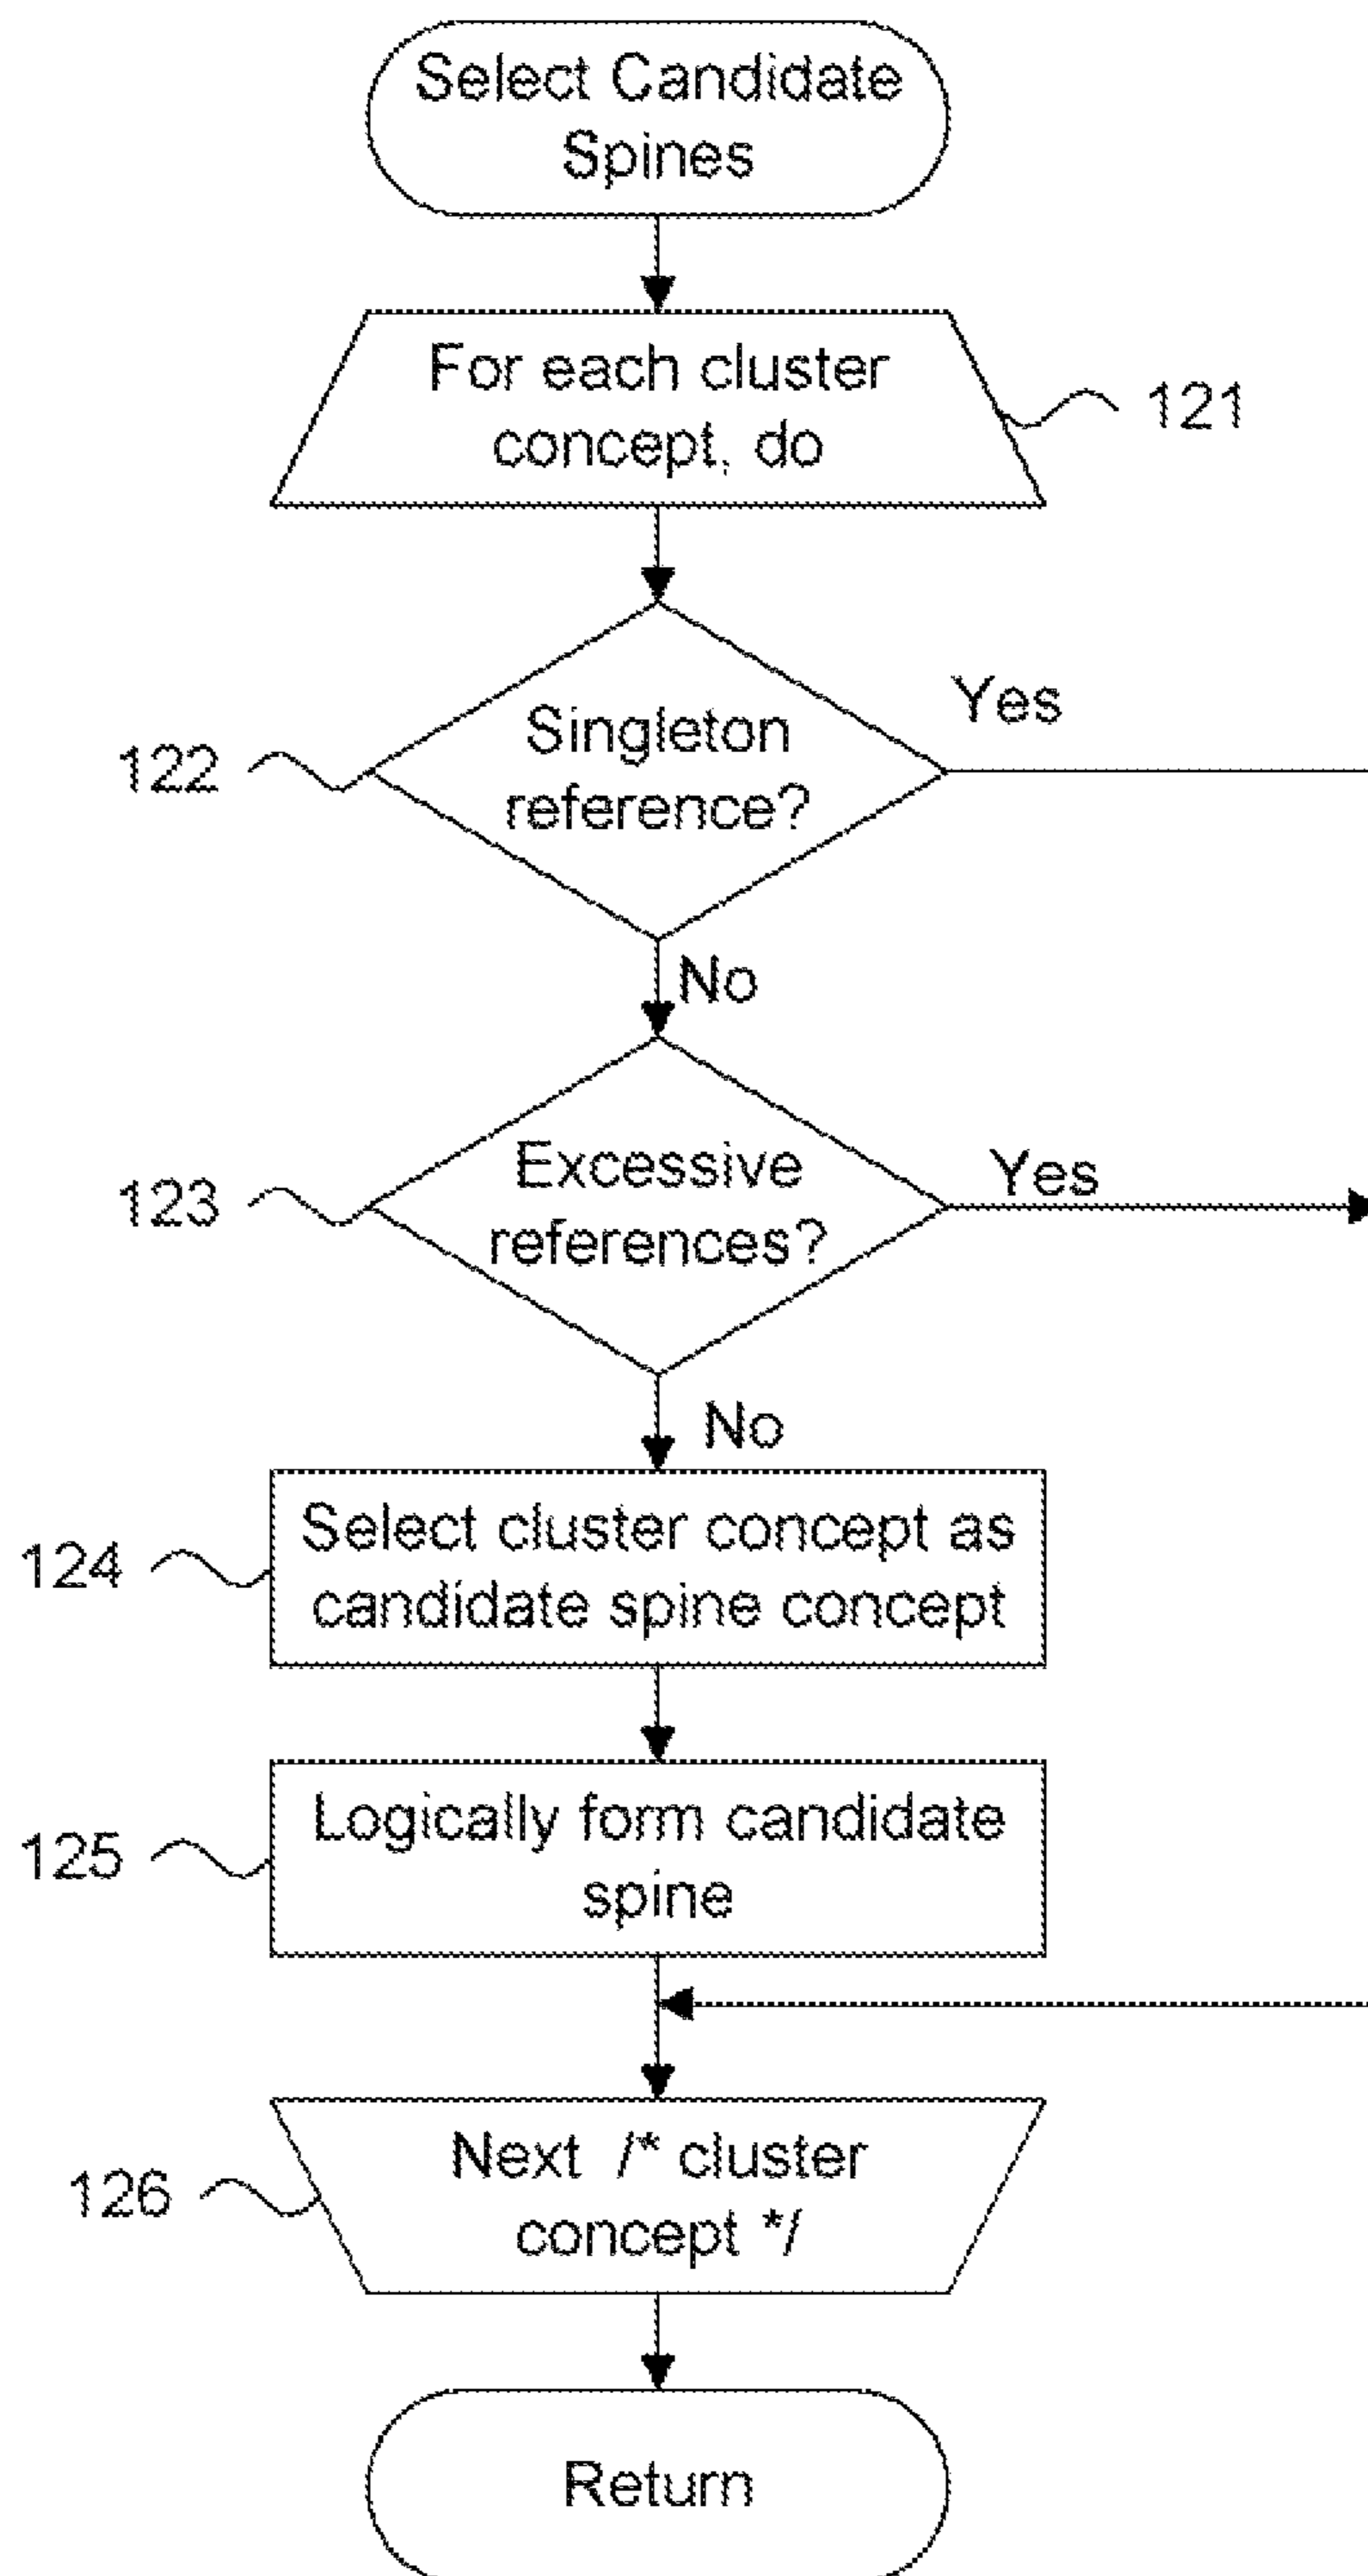 Select Candidate
Spines
For each cluster
concept, do
121
Singleton
reference?
Yes
122
No
Excessive
references?
Yes
123
No
Select cluster concept as
candidate spine concept
124
Logically form candidate
spine
125
Next /* cluster
concept */
126
Return